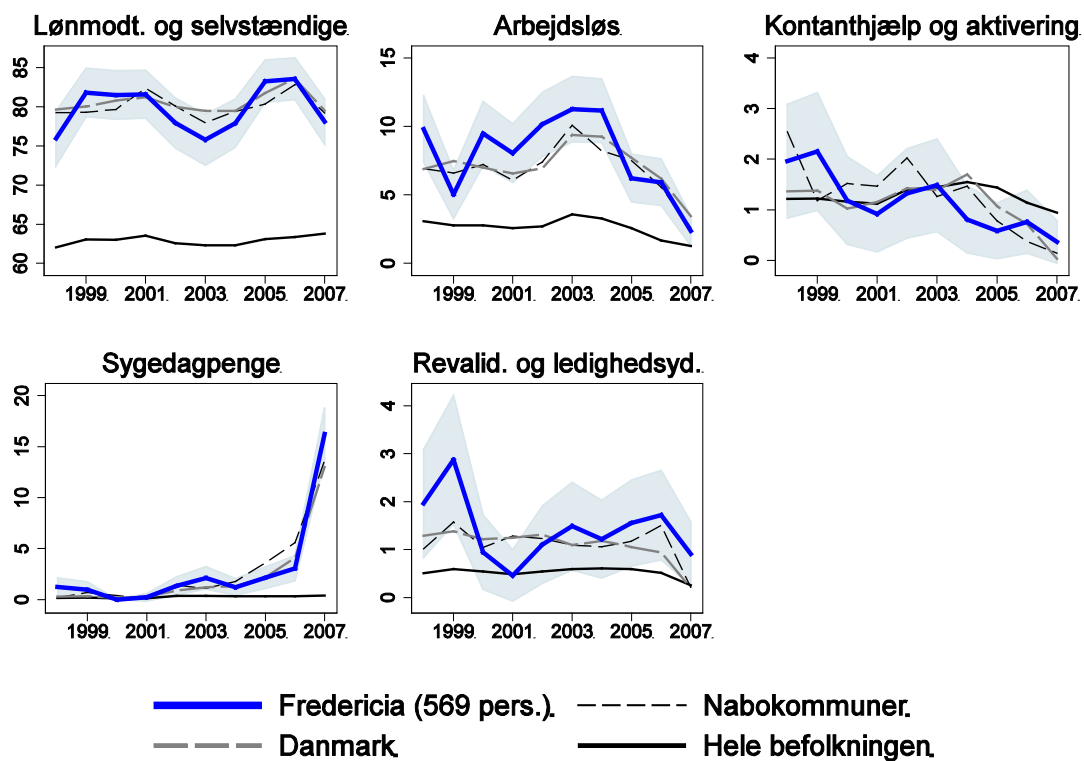 Lønmodt. og selvstændige.
60 65 70 75 80 85
1999. 2001. 2003. 2005. 2007.
Arbejdsløs.
0 5 10 15
1999. 2001. 2003. 2005. 2007.
Kontanthjælp og aktivering.
0 1 2 3 4
1999. 2001. 2003. 2005. 2007.
Sygedagpenge.
0 5 10 15 20
1999. 2001. 2003. 2005. 2007.
Revalid. og ledighedsyd..
0 1 2 3 4
1999. 2001. 2003. 2005. 2007.
Fredericia (569 pers.).
Nabokommuner.
Danmark.
Hele befolkningen.